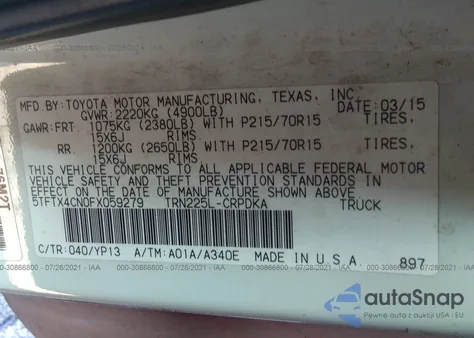 MFD.BY:TOYOTA MOTOR MANUFACTURING, TEXAS, INC.
GVWR: 2220KG (4900LB) DATE:03/15
GAWR:FRT 1075KG (2380LB) WITH P215/70R15 TIRES,
15X6J RIMS
RR. 1200KG (2650LB) WITH P215/70R15 TIRES,
15X6J RIMS
THIS VEHICLE CONFORMS TO ALL APPLICABLE FEDERAL MOTOR
VEHICLE SAFETY AND THEFT PREVENTION STANDARDS IN
EFFECT ON THE DATE OF MANUFACTURE SHOWN ABOVE.
5TFTX4CN0FX059279 TRN225L-CRPDKA TRUCK
C/TR:040/YP13 A/TM:A01A/A340E MADE IN U.S.A. 897
000-30866800 - 07/28/2021 - IAA
autoSnap
Pewne auta z aukcji USA - EU